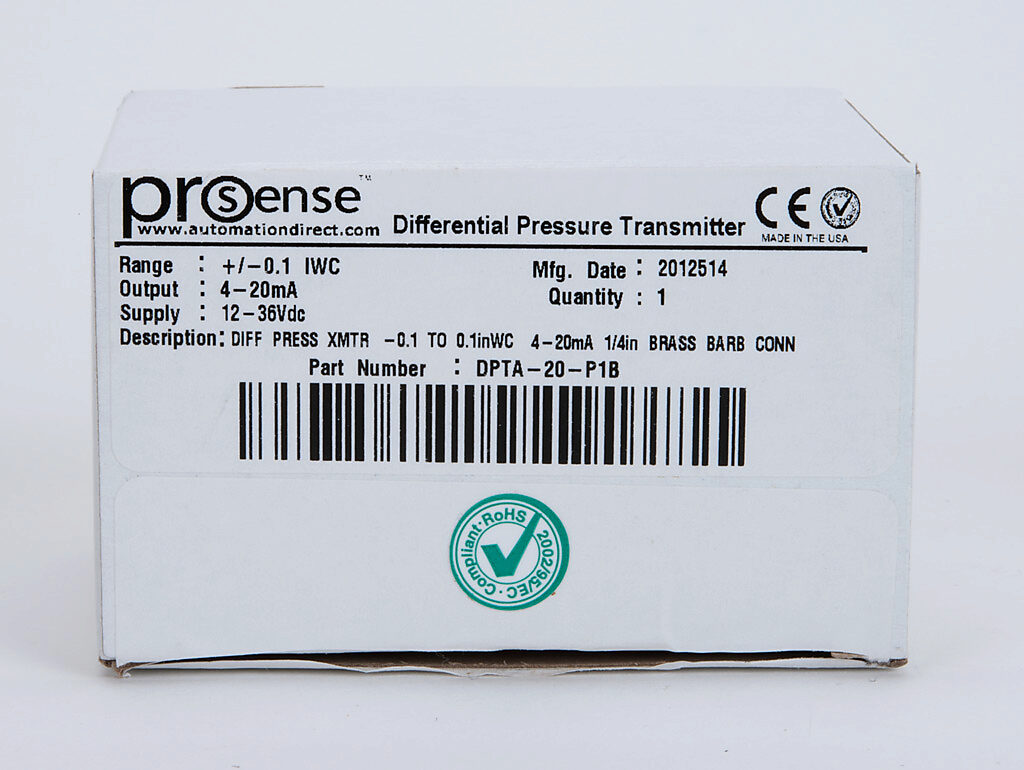 prosense™
www.automationdirect.com Differential Pressure Transmitter CE
MADE IN THE USA
Range : +/-0.1 IWC Mfg. Date : 2012514
Output : 4-20mA Quantity : 1
Supply : 12-36Vdc
Description: DIFF PRESS XMTR -0.1 TO 0.1inWC 4-20mA 1/4in BRASS BARB CONN
Part Number : DPTA-20-P1B
Compliant·RoHS 2002/95/EC·